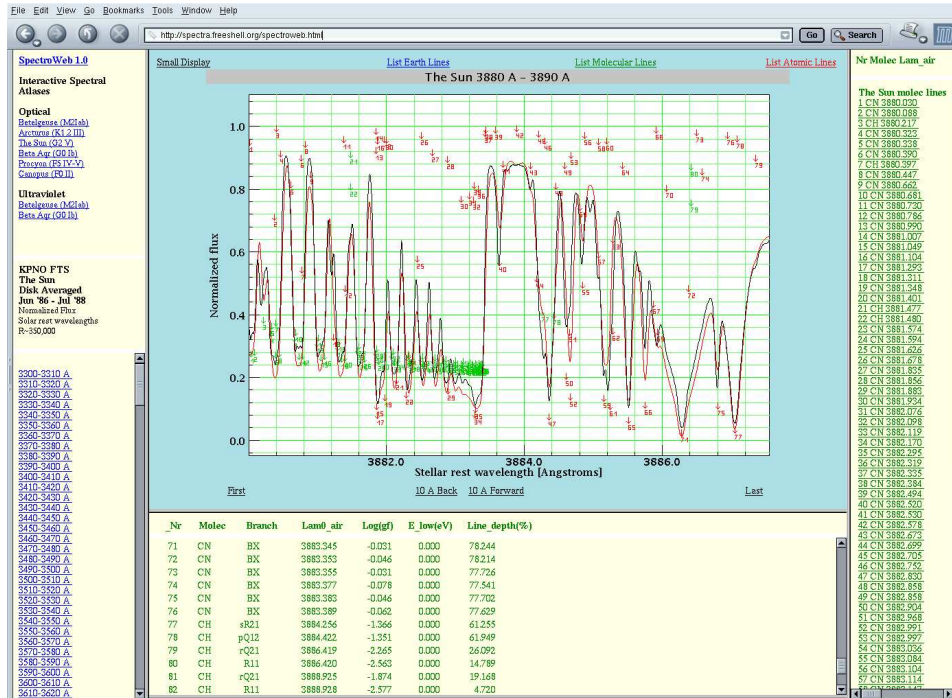 File Edit View Go Bookmarks Tools Window Help
http://spectra.freeshell.org/spectroweb.html
Go
Search
SpectroWeb 1.0
Interactive Spectral
Atlases
Optical
Betelgeuse (M2Iab)
Arcturus (K1.2 III)
The Sun (G2 V)
Beta Aqr (G0 Ib)
Procyon (F5 IV-V)
Canopus (F0 II)
Ultraviolet
Betelgeuse (M2Iab)
Beta Aqr (G0 Ib)
KPNO FTS
The Sun
Disk Averaged
Jun '86 - Jul '88
Normalized Flux
Solar rest wavelengths
R~350,000
3300-3310 A
3310-3320 A
3320-3330 A
3330-3340 A
3340-3350 A
3350-3360 A
3360-3370 A
3370-3380 A
3380-3390 A
3390-3400 A
3400-3410 A
3410-3420 A
3420-3430 A
3430-3440 A
3440-3450 A
3450-3460 A
3460-3470 A
3470-3480 A
3480-3490 A
3490-3500 A
3500-3510 A
3510-3520 A
3520-3530 A
3530-3540 A
3540-3550 A
3550-3560 A
3560-3570 A
3570-3580 A
3580-3590 A
3590-3600 A
3600-3610 A
3610-3620 A
Small Display List Earth Lines List Molecular Lines List Atomic Lines
The Sun 3880 A - 3890 A
Normalized flux
1.0
0.8
0.6
0.4
0.2
0.0
3882.0 3884.0 3886.0
Stellar rest wavelength [Angstroms]
First 10 A Back 10 A Forward Last
_Nr Molec Branch Lam0_air Log(gf) E_low(eV) Line_depth(%)
71 CN BX 3883.345 -0.031 0.000 78.244
72 CN BX 3883.353 -0.046 0.000 78.214
73 CN BX 3883.355 -0.031 0.000 77.726
74 CN BX 3883.377 -0.078 0.000 77.541
75 CN BX 3883.383 -0.046 0.000 77.702
76 CN BX 3883.389 -0.062 0.000 77.629
77 CH sR21 3884.256 -1.366 0.000 61.255
78 CH pQ12 3884.422 -1.351 0.000 61.949
79 CH rQ21 3886.419 -2.265 0.000 26.092
80 CH R11 3886.420 -2.563 0.000 14.789
81 CH rQ21 3888.925 -1.874 0.000 19.168
82 CH R11 3888.928 -2.577 0.000 4.720
Nr Molec Lam_air
The Sun molec lines
1 CN 3880.030
2 CN 3880.088
3 CH 3880.217
4 CN 3880.323
5 CN 3880.338
6 CN 3880.390
7 CH 3880.397
8 CN 3880.447
9 CN 3880.662
10 CN 3880.681
11 CN 3880.730
12 CN 3880.786
13 CN 3880.990
14 CN 3881.007
15 CN 3881.049
16 CN 3881.104
17 CN 3881.293
18 CN 3881.311
19 CN 3881.348
20 CN 3881.401
21 CH 3881.477
22 CH 3881.480
23 CN 3881.574
24 CN 3881.594
25 CN 3881.626
26 CN 3881.678
27 CN 3881.835
28 CN 3881.856
29 CN 3881.883
30 CN 3881.934
31 CN 3882.076
32 CN 3882.098
33 CN 3882.119
34 CN 3882.170
35 CN 3882.295
36 CN 3882.319
37 CN 3882.335
38 CN 3882.384
39 CN 3882.494
40 CN 3882.520
41 CN 3882.530
42 CN 3882.578
43 CN 3882.673
44 CN 3882.699
45 CN 3882.705
46 CN 3882.752
47 CN 3882.830
48 CN 3882.858
49 CN 3882.858
50 CN 3882.904
51 CN 3882.968
52 CN 3882.991
53 CN 3882.997
54 CN 3883.036
55 CN 3883.084
56 CN 3883.103
57 CN 3883.114